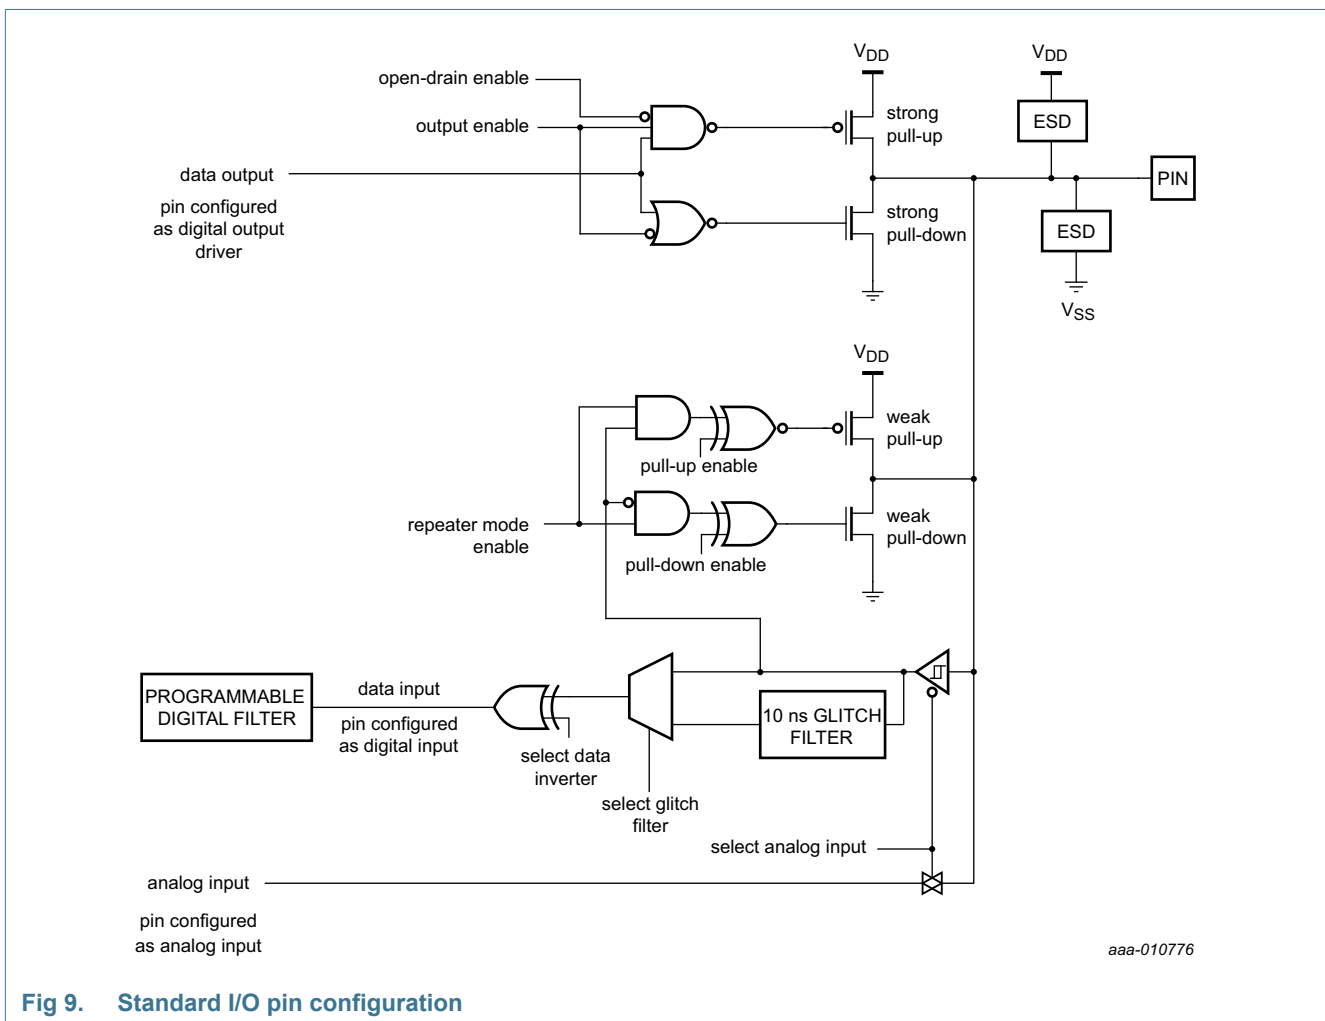 VDD
VDD
open-drain enable
strong
pull-up
ESD
output enable
data output
PIN
pin configured
as digital output
driver
strong
pull-down
ESD
VSS
VDD
weak
pull-up
pull-up enable
repeater mode
enable
weak
pull-down
pull-down enable
PROGRAMMABLE
DIGITAL FILTER
data input
pin configured
as digital input
10 ns GLITCH
FILTER
select data
inverter
select glitch
filter
select analog input
analog input
pin configured
as analog input
aaa-010776
Fig 9. Standard I/O pin configuration